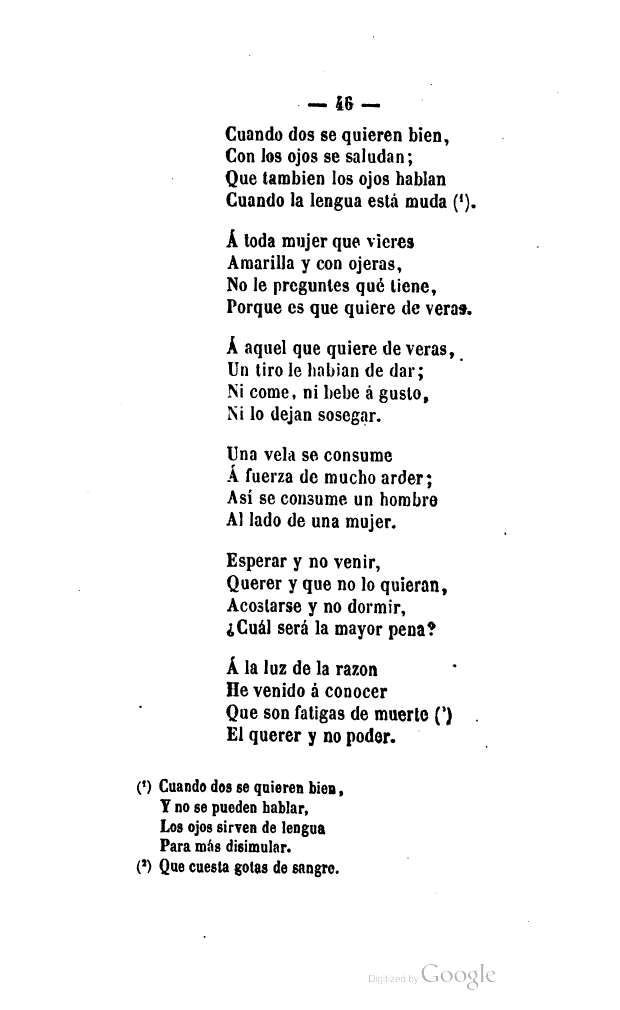 — 46 —
Cuando dos se quieren bien,
Con los ojos se saludan;
Que tambien los ojos hablan
Cuando la lengua está muda (¹).
Á toda mujer que vieres
Amarilla y con ojeras,
No le preguntes qué tiene,
Porque es que quiere de veras.
Á aquel que quiere de veras,
Un tiro le habian de dar;
Ni come, ni bebe á gusto,
Ni lo dejan sosegar.
Una vela se consume
Á fuerza de mucho arder;
Así se consume un hombre
Al lado de una mujer.
Esperar y no venir,
Querer y que no lo quieran,
Acostarse y no dormir,
¿Cuál será la mayor pena?
Á la luz de la razon
He venido á conocer
Que son fatigas de muerte (²)
El querer y no poder.
(¹) Cuando dos se quieren bien,
Y no se pueden hablar,
Los ojos sirven de lengua
Para más disimular.
(²) Que cuesta gotas de sangre.
Digitized by Google